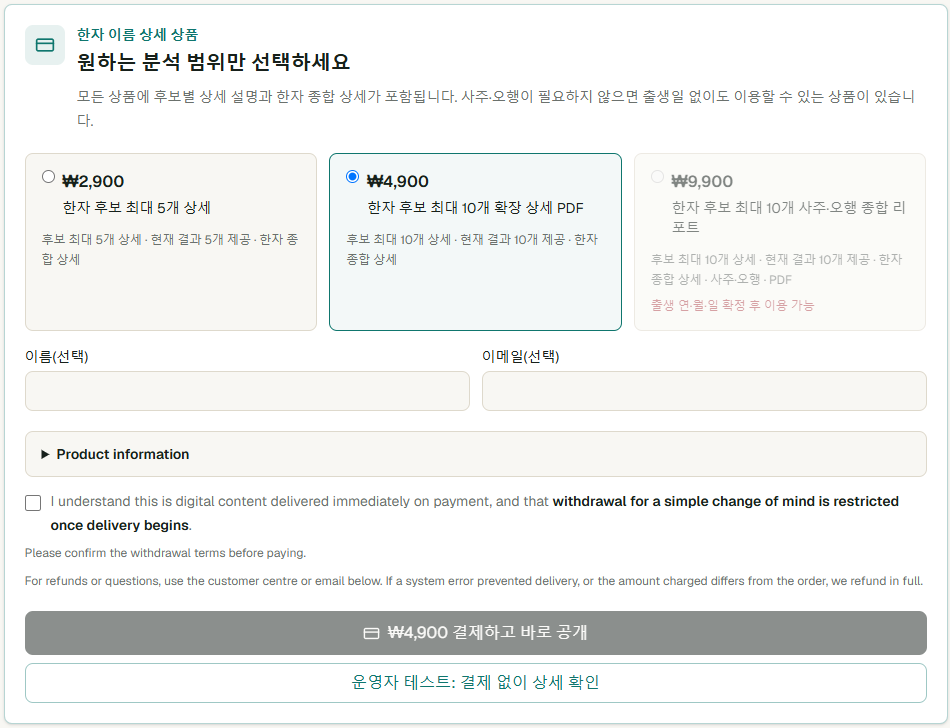 한자 이름 상세 상품
원하는 분석 범위만 선택하세요
모든 상품에 후보별 상세 설명과 한자 종합 상세가 포함됩니다. 사주·오행이 필요하지 않으면 출생일 없이도 이용할 수 있는 상품이 있습니
다.
₩2,900
한자 후보 최대 5개 상세
후보 최대 5개 상세 · 현재 결과 5개 제공 · 한자 종
합 상세
₩4,900
한자 후보 최대 10개 확장 상세 PDF
후보 최대 10개 상세 · 현재 결과 10개 제공 · 한자
종합 상세
₩9,900
한자 후보 최대 10개 사주·오행 종합 리
포트
후보 최대 10개 상세 · 현재 결과 10개 제공 · 한자
종합 상세 · 사주·오행 · PDF
출생 연·월·일 확정 후 이용 가능
이름(선택)
이메일(선택)
▶ Product information
I understand this is digital content delivered immediately on payment, and that withdrawal for a simple change of mind is restricted
once delivery begins.
Please confirm the withdrawal terms before paying.
For refunds or questions, use the customer centre or email below. If a system error prevented delivery, or the amount charged differs from the order, we refund in full.
₩4,900 결제하고 바로 공개
운영자 테스트: 결제 없이 상세 확인